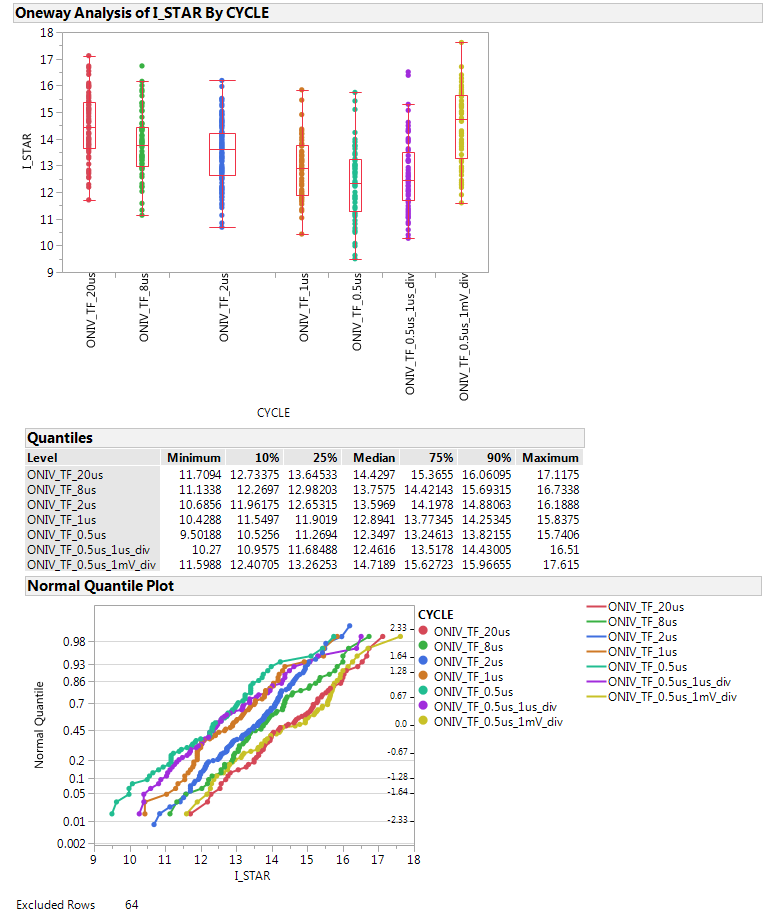 Oneway Analysis of I_STAR By CYCLE
18
17
16
15
14
13
12
11
10
9
I_STAR
ONIV_TF_20us
ONIV_TF_8us
ONIV_TF_2us
ONIV_TF_1us
ONIV_TF_0.5us
ONIV_TF_0.5us_1us_div
ONIV_TF_0.5us_1mV_div
CYCLE
Quantiles
Level Minimum 10% 25% Median 75% 90% Maximum
ONIV_TF_20us 11.7094 12.73375 13.64533 14.4297 15.3655 16.06095 17.1175
ONIV_TF_8us 11.1338 12.2697 12.98203 13.7575 14.42143 15.69315 16.7338
ONIV_TF_2us 10.6856 11.96175 12.65315 13.5969 14.1978 14.88063 16.1888
ONIV_TF_1us 10.4288 11.5497 11.9019 12.8941 13.77345 14.25345 15.8375
ONIV_TF_0.5us 9.50188 10.5256 11.2694 12.3497 13.24613 13.82155 15.7406
ONIV_TF_0.5us_1us_div 10.27 10.9575 11.68488 12.4616 13.5178 14.43005 16.51
ONIV_TF_0.5us_1mV_div 11.5988 12.40705 13.26253 14.7189 15.62723 15.96655 17.615
Normal Quantile Plot
0.98
0.93
0.86
0.7
0.45
0.2
0.1
0.05
0.01
0.002
Normal Quantile
2.33
1.64
1.28
0.67
0.0
-0.67
-1.28
-1.64
-2.33
9 10 11 12 13 14 15 16 17 18
I_STAR
CYCLE
ONIV_TF_20us
ONIV_TF_8us
ONIV_TF_2us
ONIV_TF_1us
ONIV_TF_0.5us
ONIV_TF_0.5us_1us_div
ONIV_TF_0.5us_1mV_div
ONIV_TF_20us
ONIV_TF_8us
ONIV_TF_2us
ONIV_TF_1us
ONIV_TF_0.5us
ONIV_TF_0.5us_1us_div
ONIV_TF_0.5us_1mV_div
Excluded Rows 64